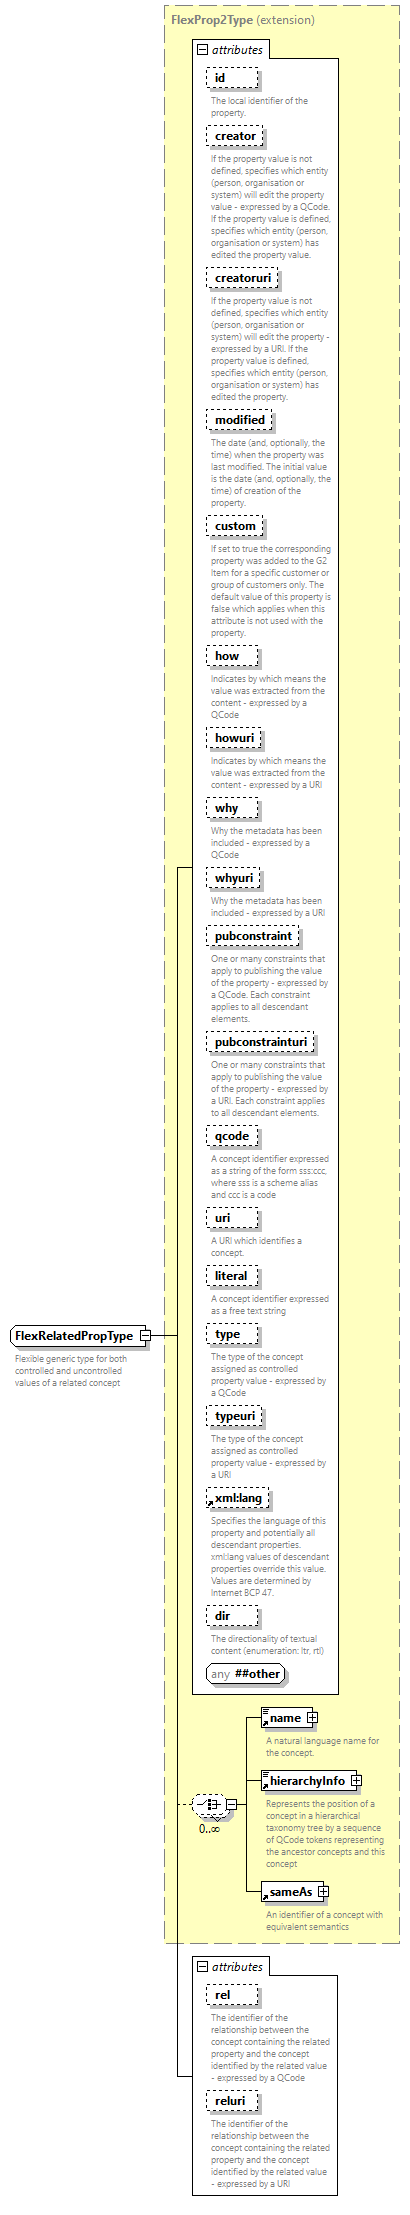 FlexProp2Type (extension)
attributes
id
The local identifier of the
property.
creator
If the property value is not
defined, specifies which entity
(person, organisation or
system) will edit the property
value - expressed by a QCode.
If the property value is defined,
specifies which entity (person,
organisation or system) has
edited the property value.
creatoruri
If the property value is not
defined, specifies which entity
(person, organisation or
system) will edit the property -
expressed by a URI. If the
property value is defined,
specifies which entity (person,
organisation or system) has
edited the property.
modified
The date (and, optionally, the
time) when the property was
last modified. The initial value
is the date (and, optionally, the
time) of creation of the
property.
custom
If set to true the corresponding
property was added to the G2
Item for a specific customer or
group of customers only. The
default value of this property is
false which applies when this
attribute is not used with the
property.
how
Indicates by which means the
value was extracted from the
content - expressed by a
QCode
howuri
Indicates by which means the
value was extracted from the
content - expressed by a URI
why
Why the metadata has been
included - expressed by a
QCode
whyuri
Why the metadata has been
included - expressed by a URI
pubconstraint
One or many constraints that
apply to publishing the value
of the property - expressed by
a QCode. Each constraint
applies to all descendant
elements.
pubconstrainturi
One or many constraints that
apply to publishing the value
of the property - expressed by
a URI. Each constraint applies
to all descendant elements.
qcode
A concept identifier expressed
as a string of the form sss:ccc,
where sss is a scheme alias
and ccc is a code
uri
A URI which identifies a
concept.
literal
A concept identifier expressed
as a free text string
type
The type of the concept
assigned as controlled
property value - expressed by
a QCode
typeuri
The type of the concept
assigned as controlled
property value - expressed by
a URI
xml:lang
Specifies the language of this
property and potentially all
descendant properties.
xml:lang values of descendant
properties override this value.
Values are determined by
Internet BCP 47.
dir
The directionality of textual
content (enumeration: ltr, rtl)
any ##other
FlexRelatedPropType
Flexible generic type for both
controlled and uncontrolled
values of a related concept
0..∞
name
A natural language name for
the concept.
hierarchyInfo
Represents the position of a
concept in a hierarchical
taxonomy tree by a sequence
of QCode tokens representing
the ancestor concepts and this
concept
sameAs
An identifier of a concept with
equivalent semantics
attributes
rel
The identifier of the
relationship between the
concept containing the related
property and the concept
identified by the related value
- expressed by a QCode
reluri
The identifier of the
relationship between the
concept containing the related
property and the concept
identified by the related value
- expressed by a URI